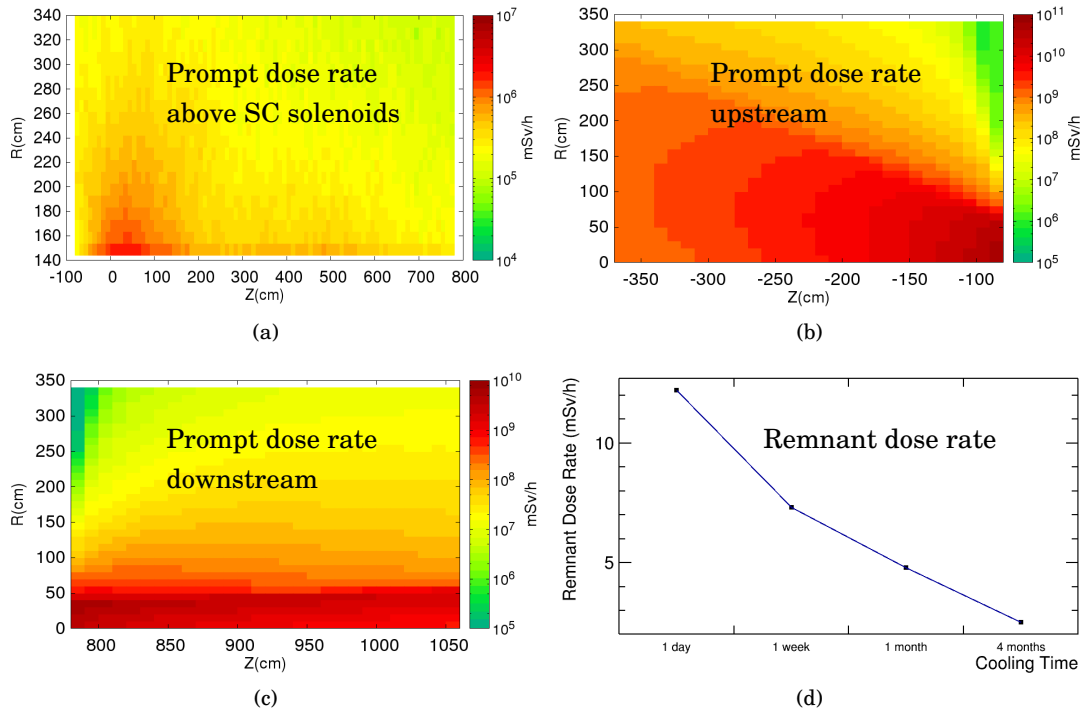 340
320
300
280
260
240
220
200
180
160
140
R(cm)
Prompt dose rate
above SC solenoids
-100 0 100 200 300 400 500 600 700 800
Z(cm)
10^7
10^6
10^5
10^4
mSv/h
(a)
350
300
250
200
150
100
50
0
R(cm)
Prompt dose rate
upstream
-350 -300 -250 -200 -150 -100
Z(cm)
10^11
10^10
10^9
10^8
10^7
10^6
10^5
mSv/h
(b)
350
300
250
200
150
100
50
0
R(cm)
Prompt dose rate
downstream
800 850 900 950 1000 1050
Z(cm)
10^10
10^9
10^8
10^7
10^6
10^5
mSv/h
(c)
Remnant Dose Rate (mSv/h)
10
5
Remnant dose rate
1 day 1 week 1 month 4 months
Cooling Time
(d)